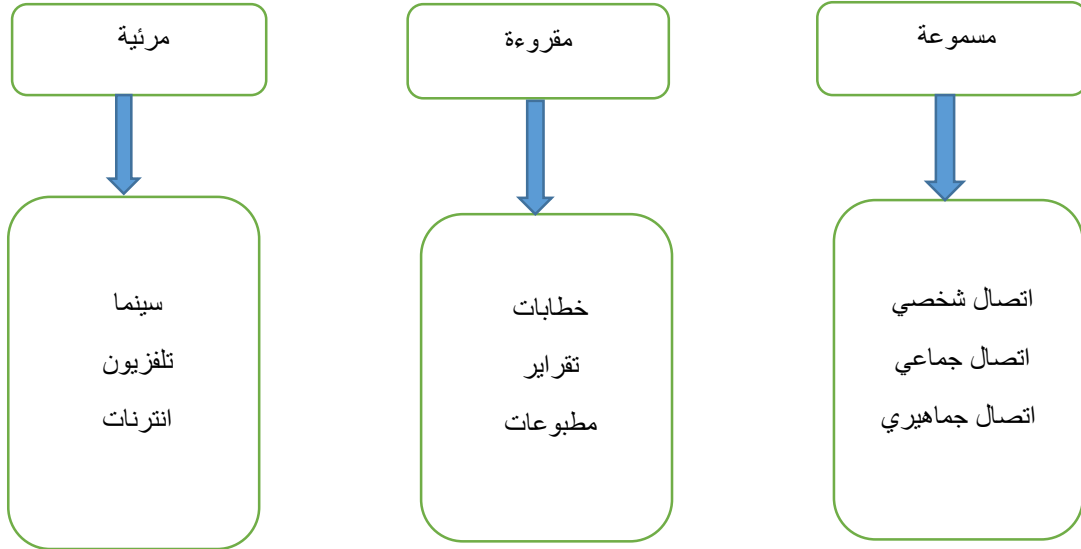 مسموعة
مقروءة
مرئية
اتصال شخصي
اتصال جماعي
اتصال جماهيري
خطابات
تقراير
مطبوعات
سينما
تلفزيون
انترنات